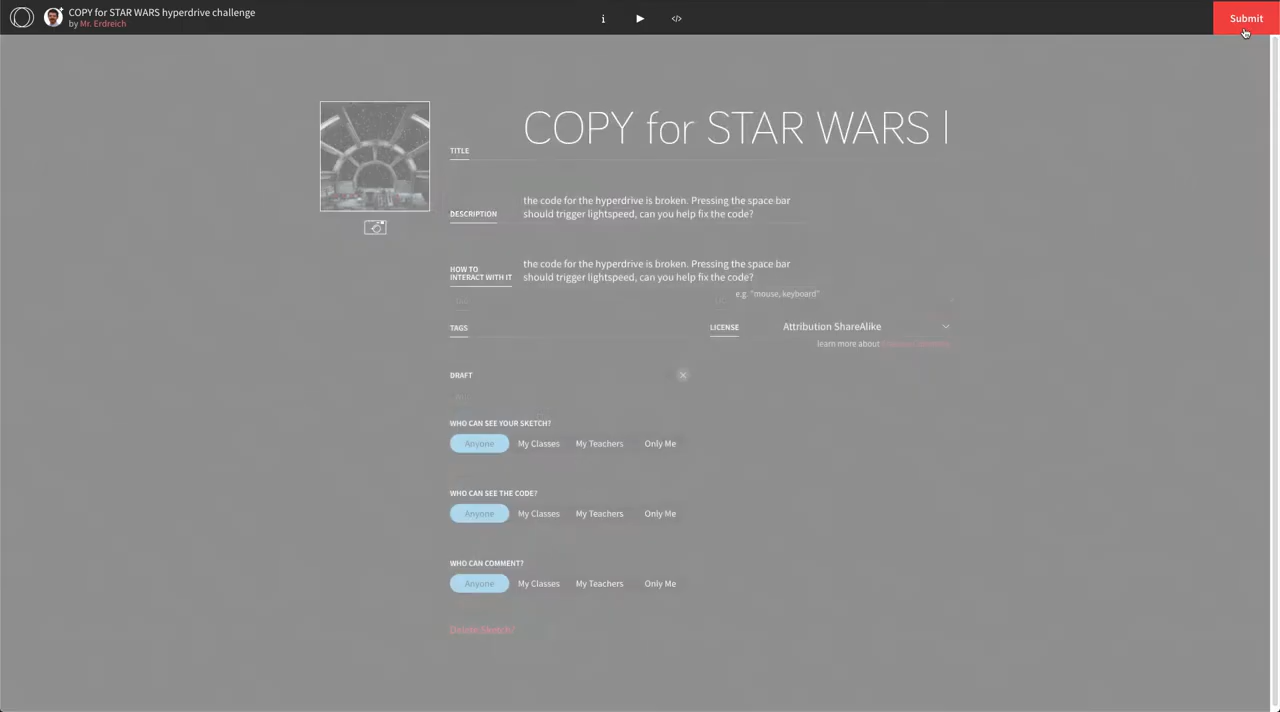 COPY for STAR WARS hyperdrive challenge
by Mr. Erdreich
</>
Submit
TITLE
COPY for STAR WARS |
DESCRIPTION
the code for the hyperdrive is broken. Pressing the space bar
should trigger lightspeed, can you help fix the code?
HOW TO
INTERACT WITH IT
the code for the hyperdrive is broken. Pressing the space bar
should trigger lightspeed, can you help fix the code?
e.g. "mouse, keyboard"
TAGS
LICENSE
Attribution ShareAlike
learn more about
DRAFT
WHO CAN SEE YOUR SKETCH?
Anyone My Classes My Teachers Only Me
WHO CAN SEE THE CODE?
Anyone My Classes My Teachers Only Me
WHO CAN COMMENT?
Anyone My Classes My Teachers Only Me
Delete Sketch?